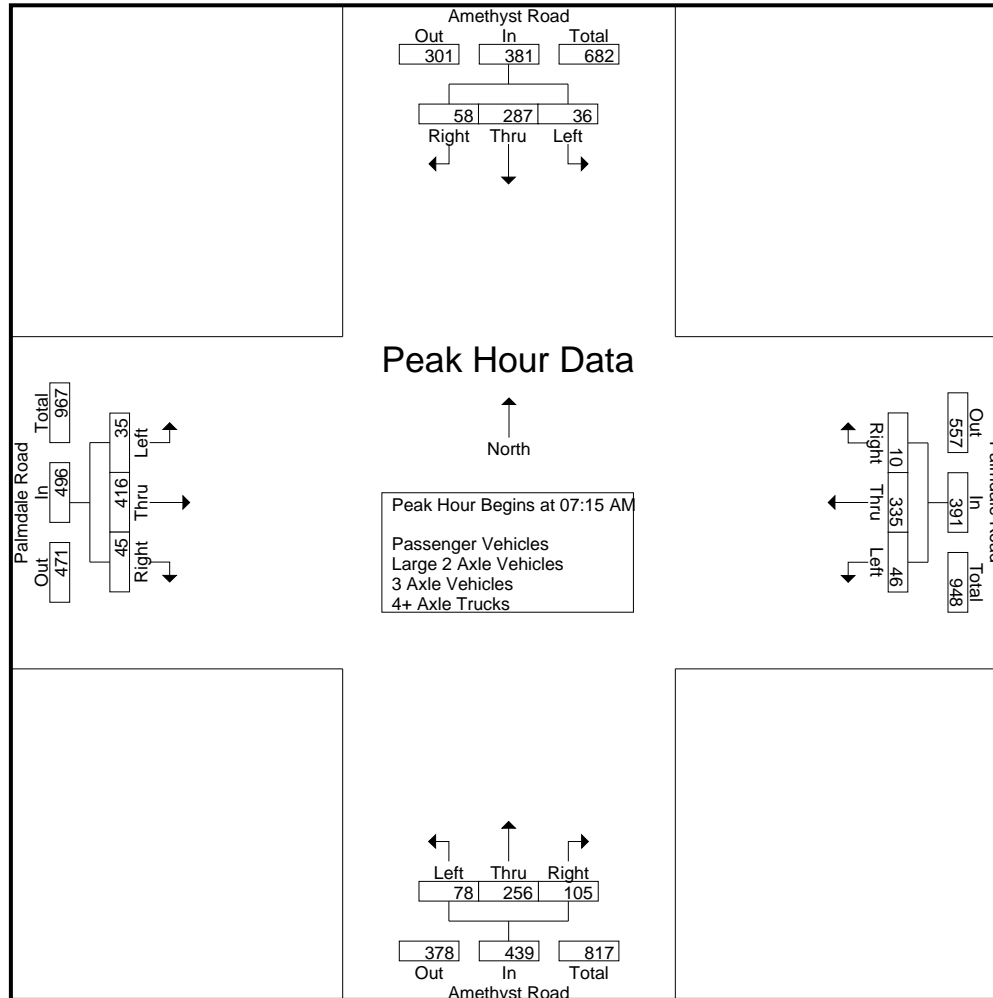 Amethyst Road
Out In Total
301 381 682
58 287 36
Right Thru Left
Peak Hour Data
North
Peak Hour Begins at 07:15 AM
Passenger Vehicles
Large 2 Axle Vehicles
3 Axle Vehicles
4+ Axle Trucks
Palmdale Road
Out In Total
471 496 967
45 416 35
Right Thru Left
Out In Total
557 391 948
10 335 46
Right Thru Left
Left Thru Right
78 256 105
378 439 817
Out In Total
Amethyst Road